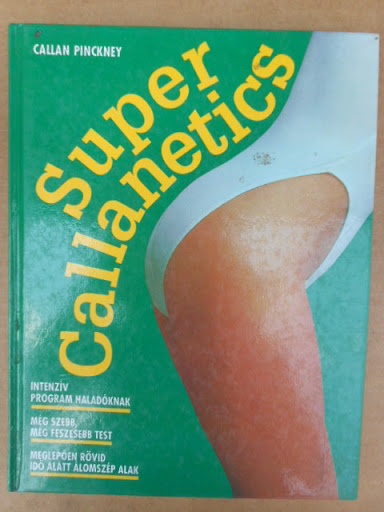 CALLAN PINCKNEY
Super
Callanetics
INTENZÍV
PROGRAM HALADÓKNAK
MÉG SZEBB,
MÉG FESZESEBB TEST
MEGLEPŐEN RÖVID
IDŐ ALATT ÁLOMSZÉP ALAK